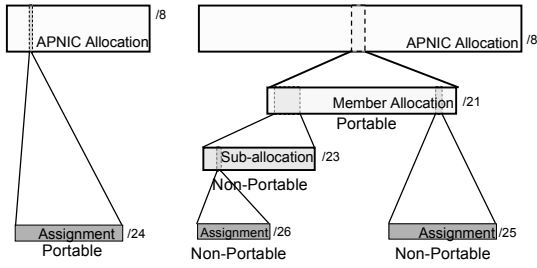 /8
APNIC Allocation
/8
APNIC Allocation
Member Allocation
/21
Portable
Sub-allocation
/23
Non-Portable
Assignment
/24
Portable
Assignment
/26
Non-Portable
Assignment
/25
Non-Portable